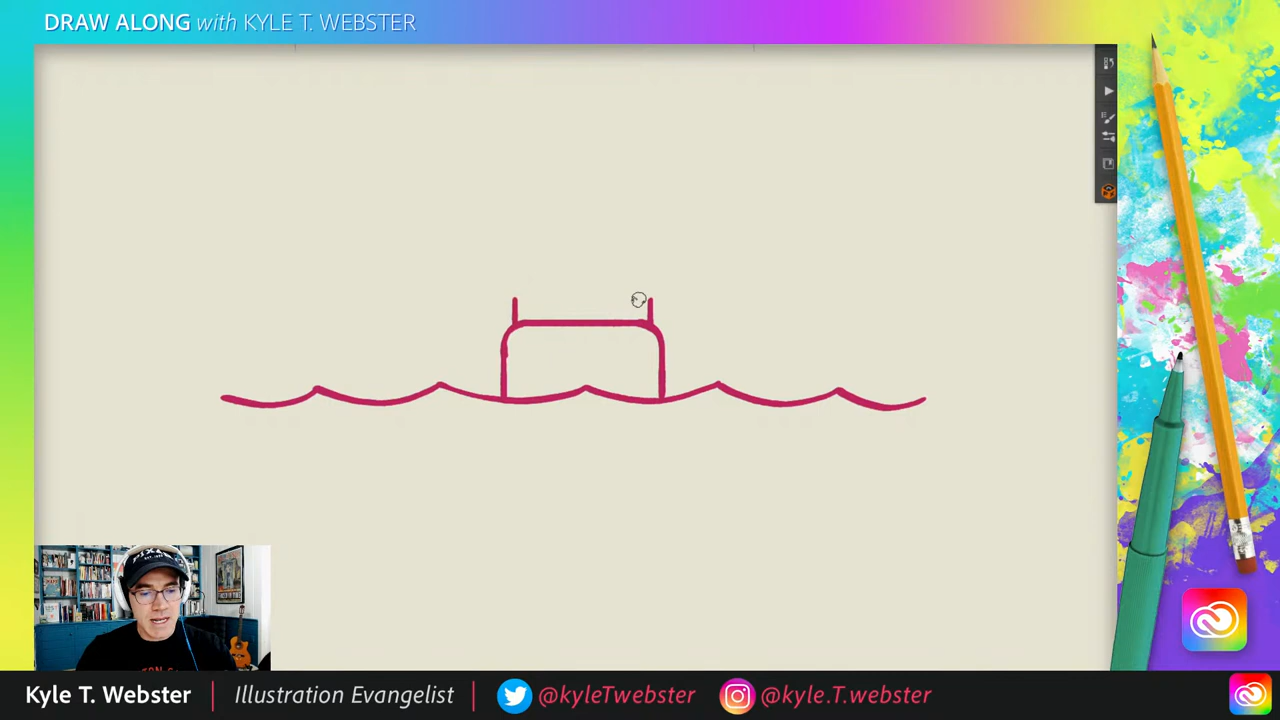 DRAW ALONG with KYLE T. WEBSTER
Kyle T. Webster | Illustration Evangelist | @kyleTwebster @kyle.T.webster